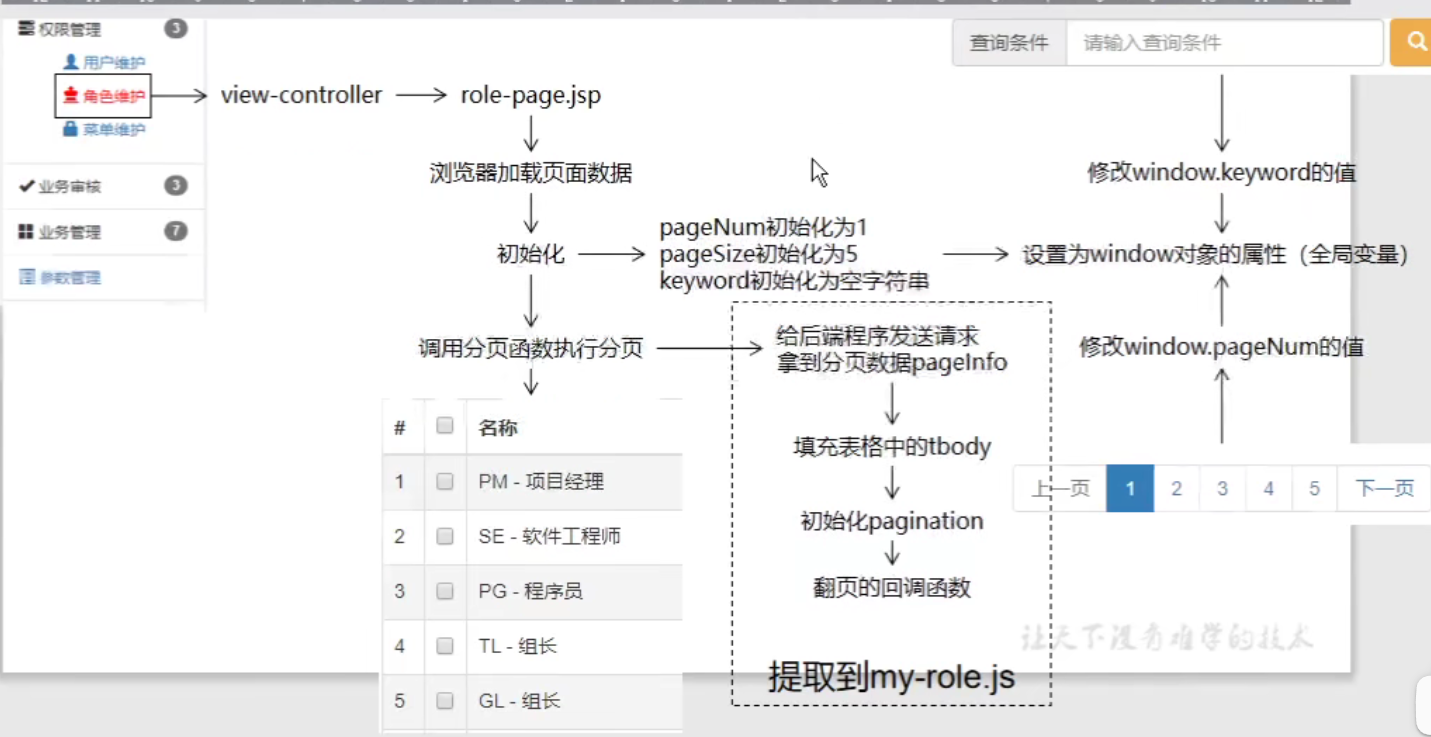 权限管理 3
用户维护
角色维护
菜单维护
业务审核 3
业务管理 7
参数管理
查询条件 请输入查询条件
view-controller
role-page.jsp
浏览器加载页面数据
初始化
pageNum初始化为1
pageSize初始化为5
keyword初始化为空字符串
设置为window对象的属性（全局变量）
修改window.keyword的值
修改window.pageNum的值
上一页 1 2 3 4 5 下一页
调用分页函数执行分页
给后端程序发送请求
拿到分页数据pageInfo
填充表格中的tbody
初始化pagination
翻页的回调函数
提取到my-role.js
# 名称
1 PM - 项目经理
2 SE - 软件工程师
3 PG - 程序员
4 TL - 组长
5 GL - 组长
让天下没有难学的技术